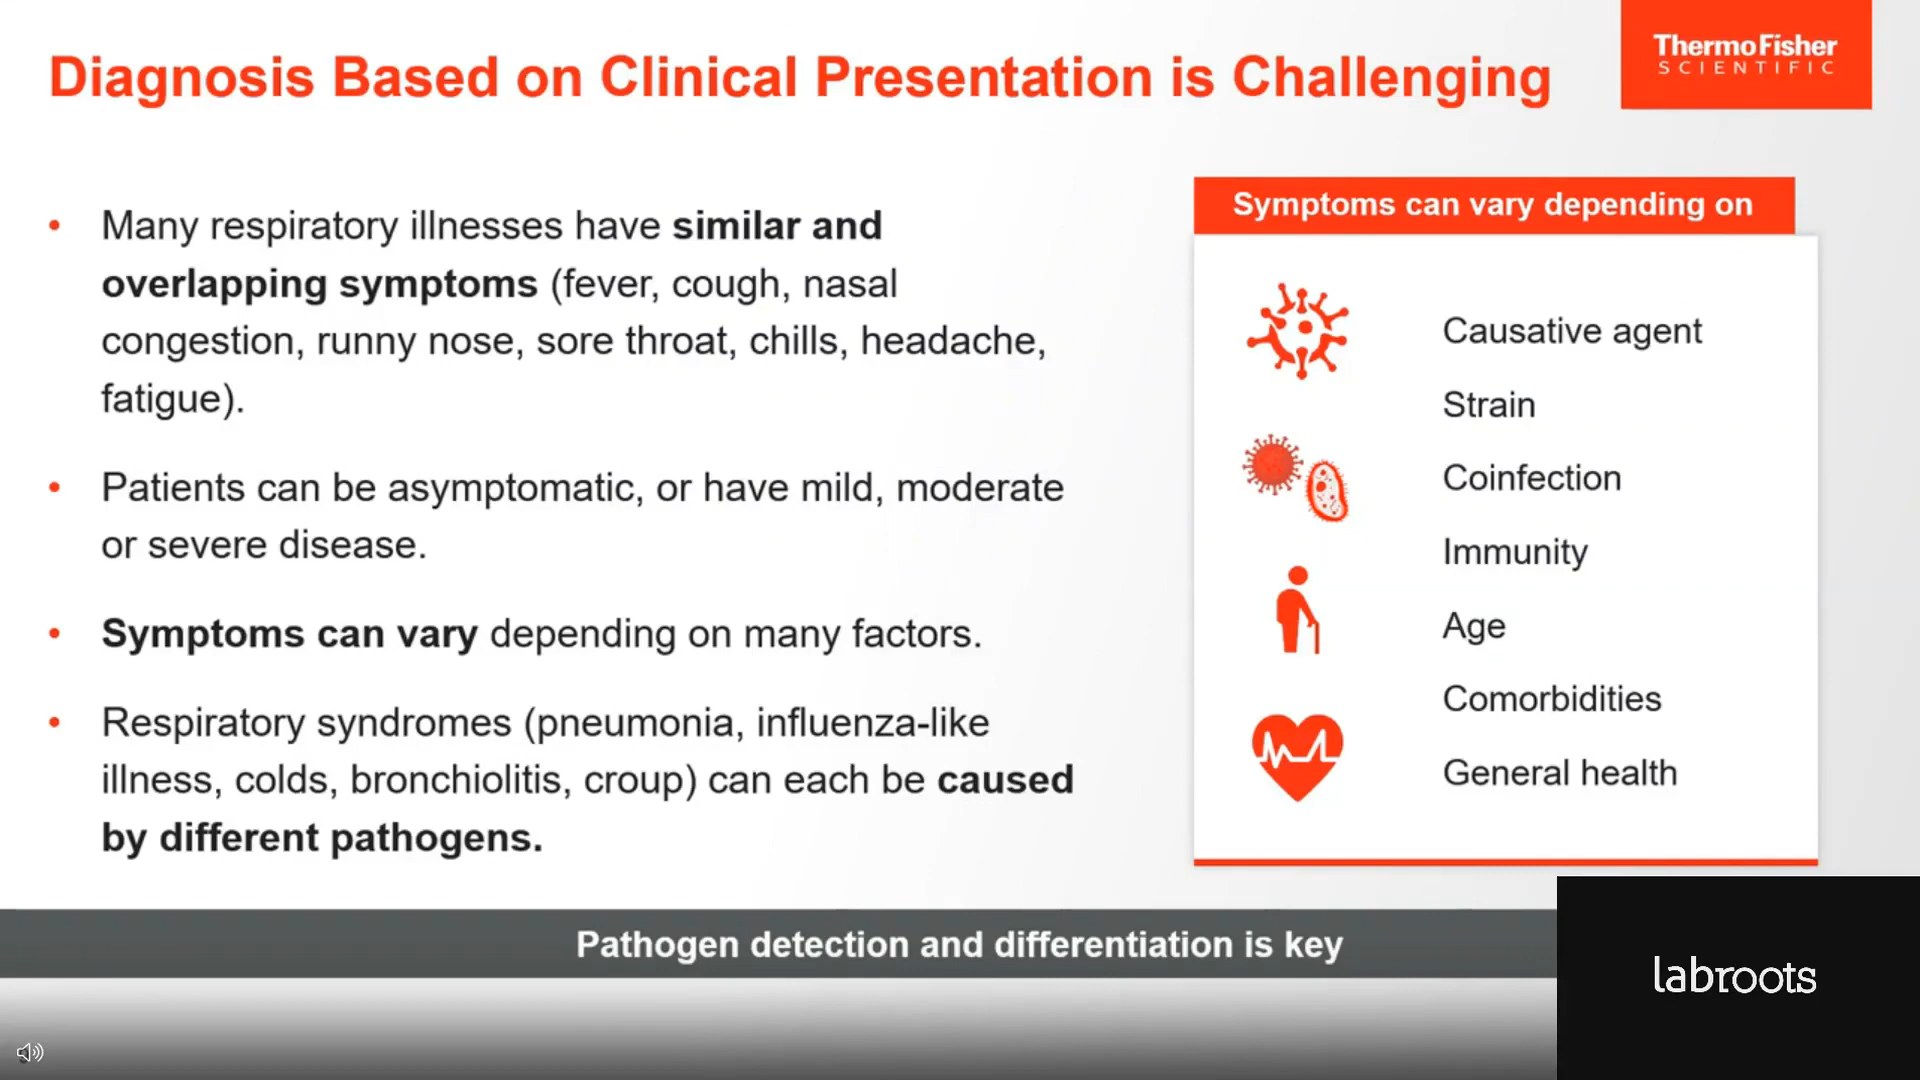 Diagnosis Based on Clinical Presentation is Challenging
ThermoFisher
SCIENTIFIC
• Many respiratory illnesses have similar and
overlapping symptoms (fever, cough, nasal
congestion, runny nose, sore throat, chills, headache,
fatigue).
• Patients can be asymptomatic, or have mild, moderate
or severe disease.
• Symptoms can vary depending on many factors.
• Respiratory syndromes (pneumonia, influenza-like
illness, colds, bronchiolitis, croup) can each be caused
by different pathogens.
Symptoms can vary depending on
Causative agent
Strain
Coinfection
Immunity
Age
Comorbidities
General health
Pathogen detection and differentiation is key
labroots